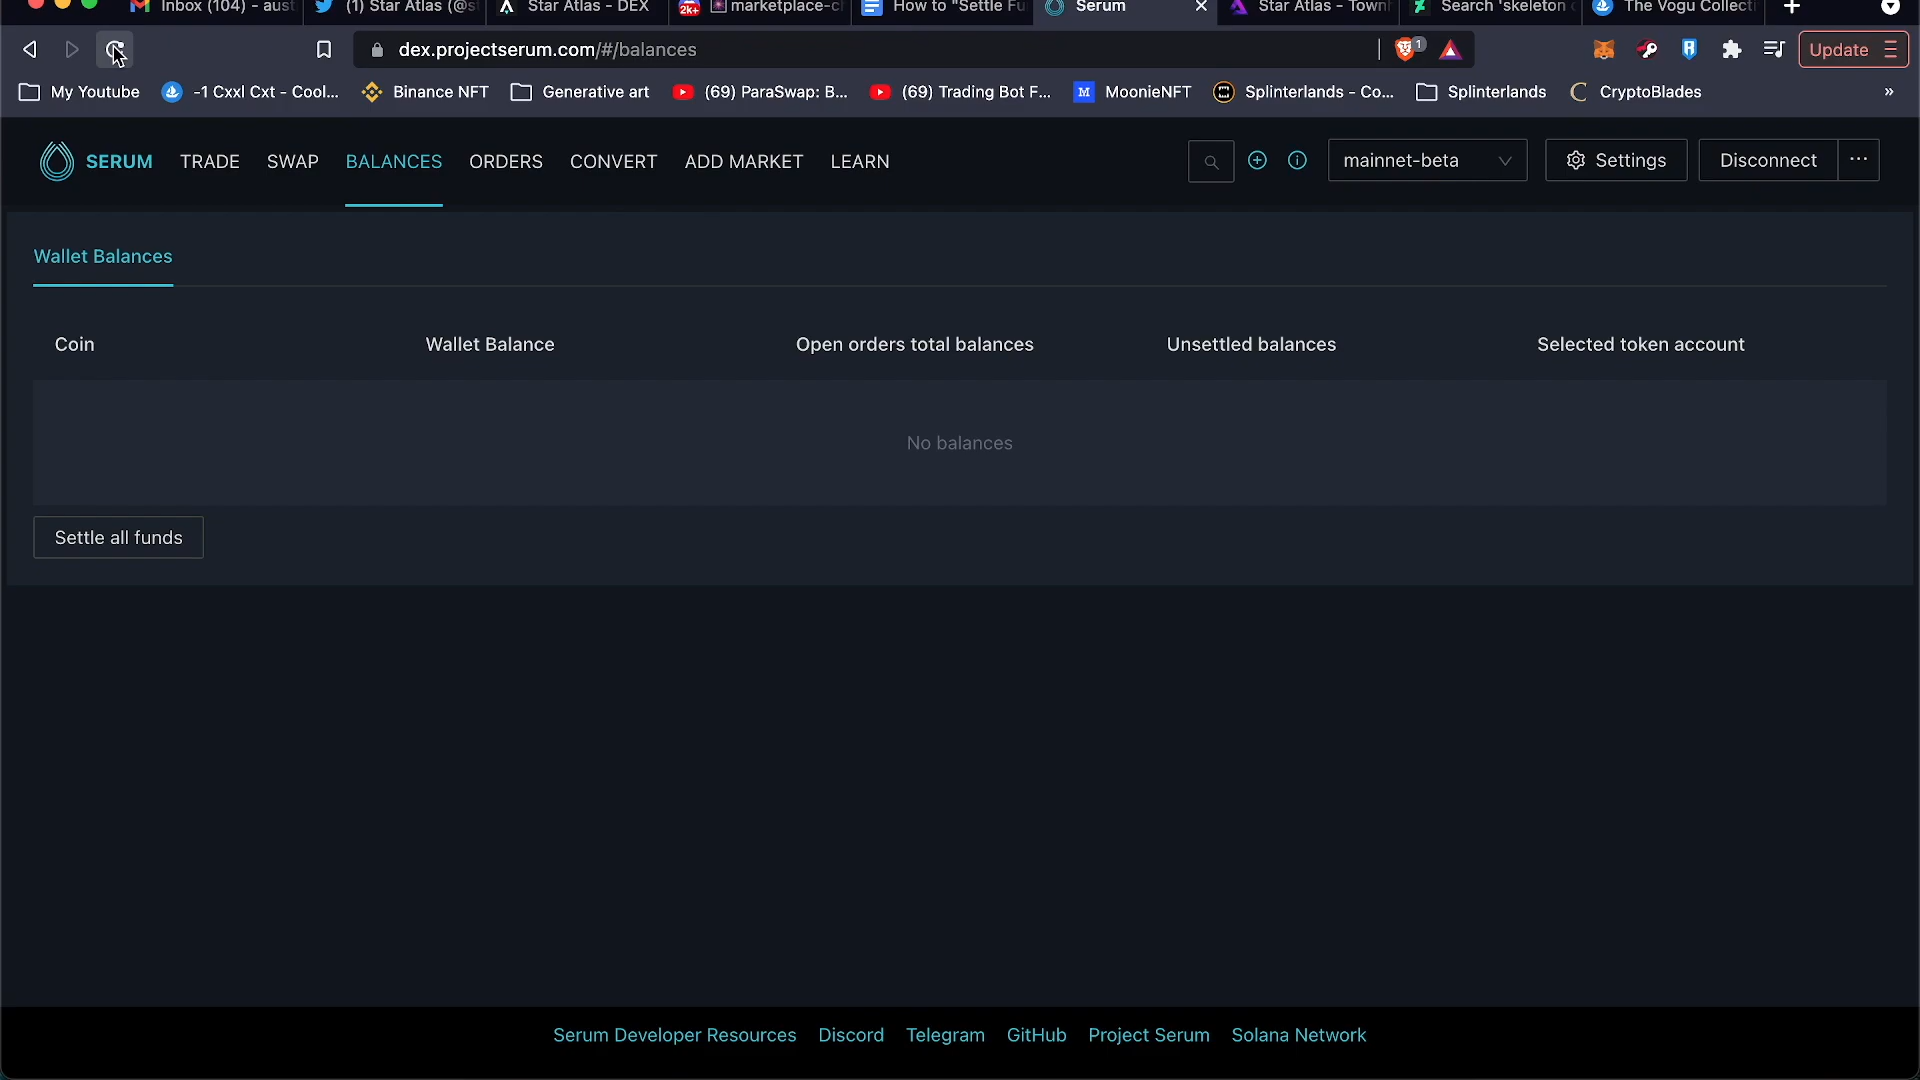 Inbox (104) - aust
(1) Star Atlas (@s
Star Atlas - DEX
2k+ marketplace-c
How to "Settle Fu
Serum
Star Atlas - Town
Search 'skeleton
The Vogu Collecti
dex.projectserum.com/#/balances
1
Update
My Youtube
-1 Cxxl Cxt - Cool...
Binance NFT
Generative art
(69) ParaSwap: B...
(69) Trading Bot F...
M MoonieNFT
Splinterlands - Co...
Splinterlands
CryptoBlades
»
SERUM
TRADE
SWAP
BALANCES
ORDERS
CONVERT
ADD MARKET
LEARN
mainnet-beta
Settings
Disconnect
...
Wallet Balances
Coin
Wallet Balance
Open orders total balances
Unsettled balances
Selected token account
No balances
Settle all funds
Serum Developer Resources
Discord
Telegram
GitHub
Project Serum
Solana Network